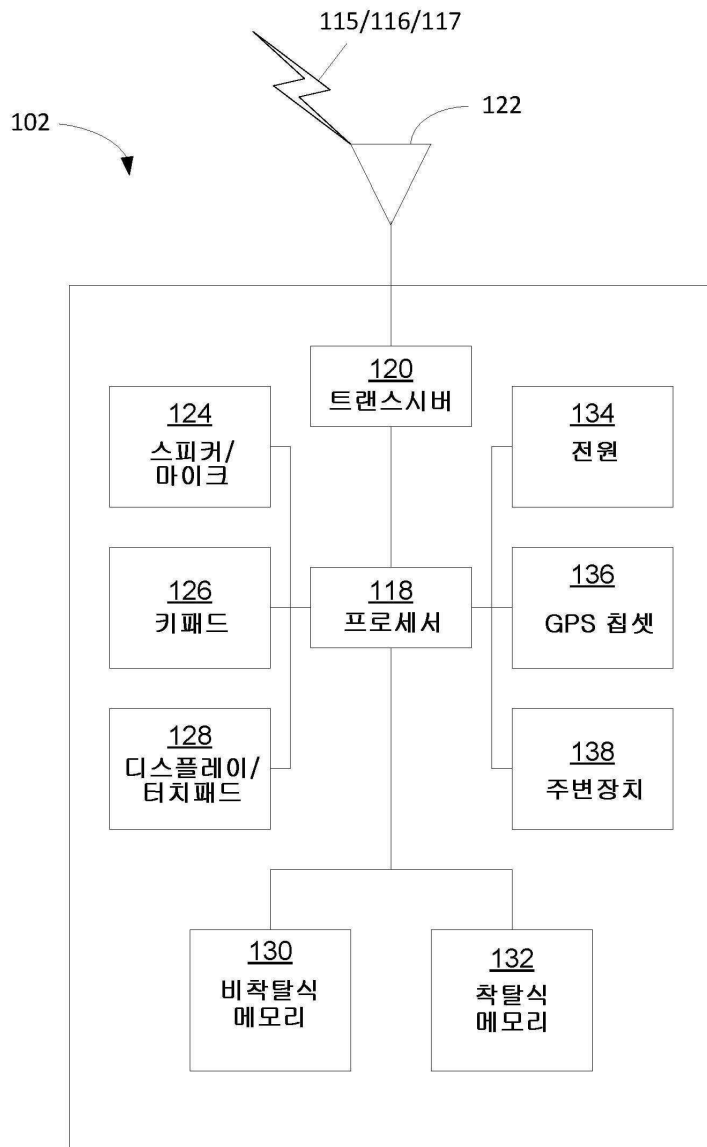 115/116/117
122
102
120
트랜스시버
124
스피커/
마이크
134
전원
126
키패드
118
프로세서
136
GPS 칩셋
128
디스플레이/
터치패드
138
주변장치
130
비착탈식
메모리
132
착탈식
메모리